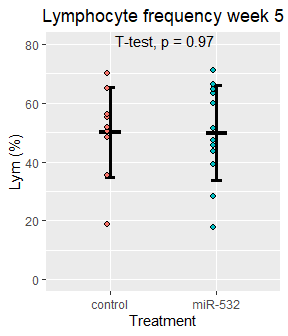 Lymphocyte frequency week 5
T-test, p = 0.97
80
60
40
20
0
Lym (%)
control miR-532
Treatment